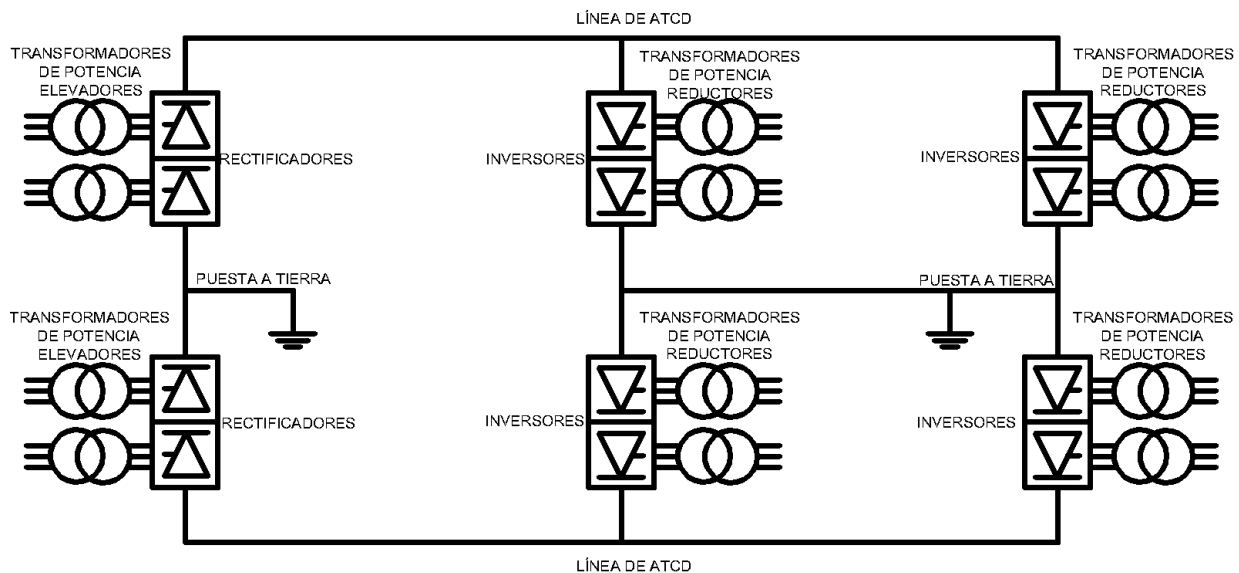 LÍNEA DE ATCD
TRANSFORMADORES
DE POTENCIA
ELEVADORES
TRANSFORMADORES
DE POTENCIA
REDUCTORES
TRANSFORMADORES
DE POTENCIA
REDUCTORES
RECTIFICADORES
INVERSORES
INVERSORES
PUESTA A TIERRA
PUESTA A TIERRA
TRANSFORMADORES
DE POTENCIA
ELEVADORES
TRANSFORMADORES
DE POTENCIA
REDUCTORES
TRANSFORMADORES
DE POTENCIA
REDUCTORES
RECTIFICADORES
INVERSORES
INVERSORES
LÍNEA DE ATCD